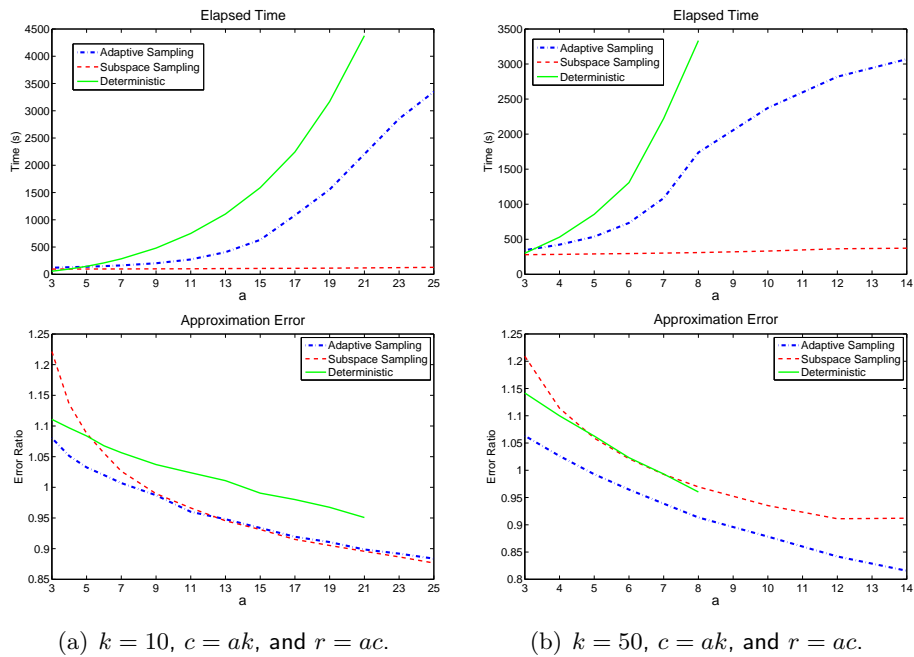 Elapsed Time
4500
4000
3500
3000
2500
2000
1500
1000
500
0
Time (s)
Adaptive Sampling
Subspace Sampling
Deterministic
3 5 7 9 11 13 15 17 19 21 23 25
a
Elapsed Time
3500
3000
2500
2000
1500
1000
500
0
Time (s)
Adaptive Sampling
Subspace Sampling
Deterministic
3 4 5 6 7 8 9 10 11 12 13 14
a
Approximation Error
1.25
1.2
1.15
1.1
1.05
1
0.95
0.9
0.85
Error Ratio
Adaptive Sampling
Subspace Sampling
Deterministic
3 5 7 9 11 13 15 17 19 21 23 25
a
Approximation Error
1.25
1.2
1.15
1.1
1.05
1
0.95
0.9
0.85
0.8
Error Ratio
Adaptive Sampling
Subspace Sampling
Deterministic
3 4 5 6 7 8 9 10 11 12 13 14
a
(a) k = 10, c = ak, and r = ac.
(b) k = 50, c = ak, and r = ac.